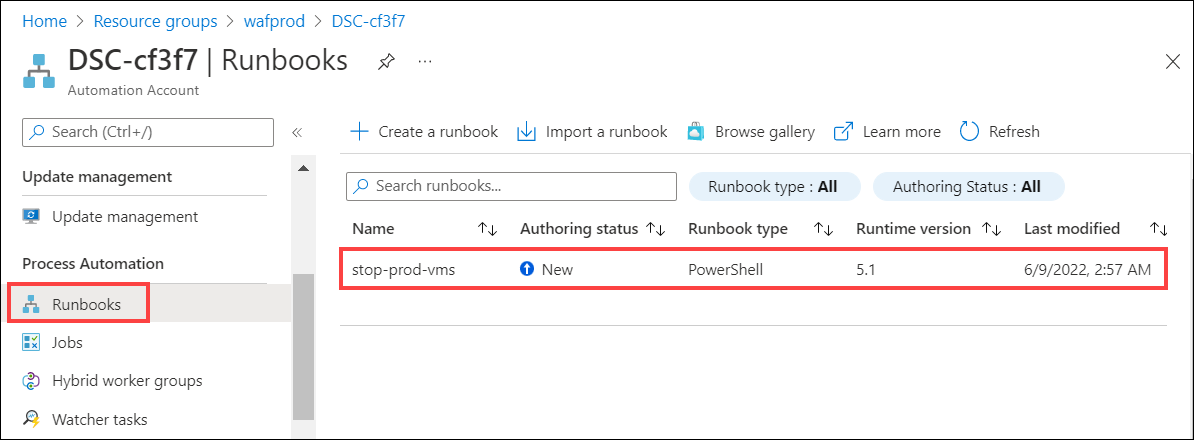 Home > Resource groups > wafprod > DSC-cf3f7
DSC-cf3f7 | Runbooks ...
Automation Account
Search (Ctrl+/) «
Update management
Update management
Process Automation
Runbooks
Jobs
Hybrid worker groups
Watcher tasks
Create a runbook Import a runbook Browse gallery Learn more Refresh
Search runbooks... Runbook type : All Authoring Status : All
Name Authoring status Runbook type Runtime version Last modified
stop-prod-vms New PowerShell 5.1 6/9/2022, 2:57 AM